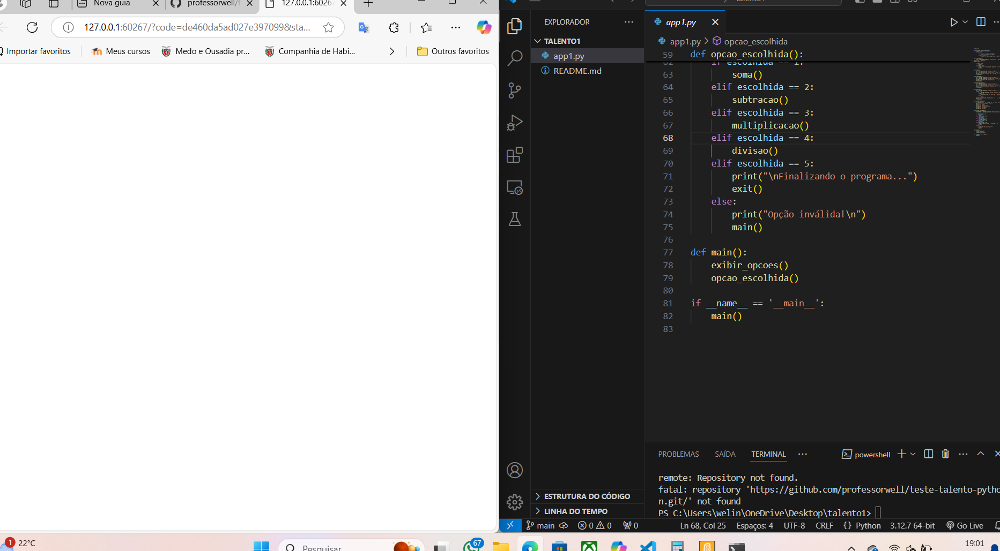 Nova guia
professorwell/
127.0.0.1:6026
127.0.0.1:60267/?code=de460da5ad027e397099&sta...
Importar favoritos
Meus cursos
Medo e Ousadia pr...
Companhia de Habi...
Outros favoritos
EXPLORADOR
TALENTO1
app1.py
README.md
app1.py
app1.py > opcao_escolhida
59 def opcao_escolhida():
62 if escolhida == 1:
63 soma()
64 elif escolhida == 2:
65 subtracao()
66 elif escolhida == 3:
67 multiplicacao()
68 elif escolhida == 4:
69 divisao()
70 elif escolhida == 5:
71 print("\nFinalizando o programa...")
72 exit()
73 else:
74 print("Opção inválida!\n")
75 main()
76
77 def main():
78 exibir_opcoes()
79 opcao_escolhida()
80
81 if __name__ == '__main__':
82 main()
83
ESTRUTURA DO CÓDIGO
LINHA DO TEMPO
PROBLEMAS SAÍDA TERMINAL
powershell
remote: Repository not found.
fatal: repository 'https://github.com/professorwell/teste-talento-pytho
n.git/' not found
PS C:\Users\welin\OneDrive\Desktop\talento1>
main 0 0 0 Ln 68, Col 25 Espaços: 4 UTF-8 CRLF {} Python 3.12.7 64-bit Go Live
1 22°C
Pesquisar
67
19:01